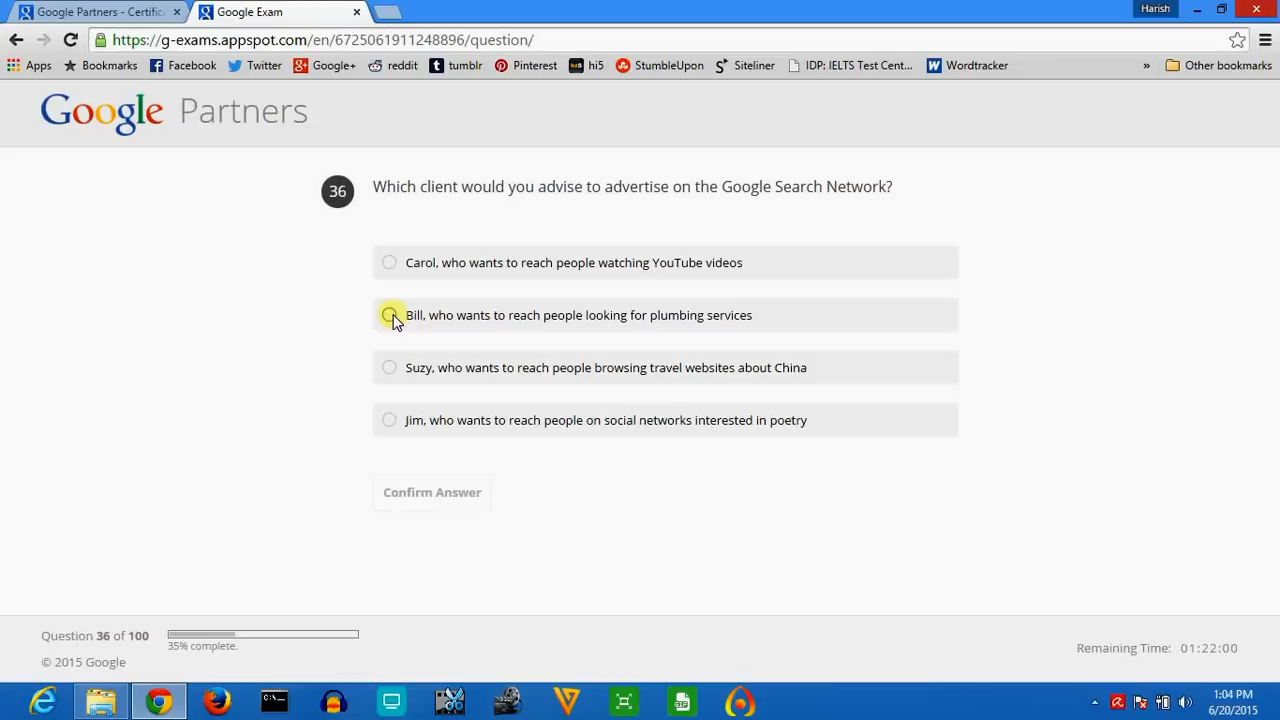 Google Partners - Certific
Google Exam
Harish
https://g-exams.appspot.com/en/6725061911248896/question/
Apps
Bookmarks
Facebook
Twitter
Google+
reddit
tumblr
Pinterest
hi5
StumbleUpon
Siteliner
IDP: IELTS Test Cent...
Wordtracker
»
Other bookmarks
Google Partners
36
Which client would you advise to advertise on the Google Search Network?
Carol, who wants to reach people watching YouTube videos
Bill, who wants to reach people looking for plumbing services
Suzy, who wants to reach people browsing travel websites about China
Jim, who wants to reach people on social networks interested in poetry
Confirm Answer
Question 36 of 100
35% complete.
Remaining Time: 01:22:00
© 2015 Google
1:04 PM
6/20/2015